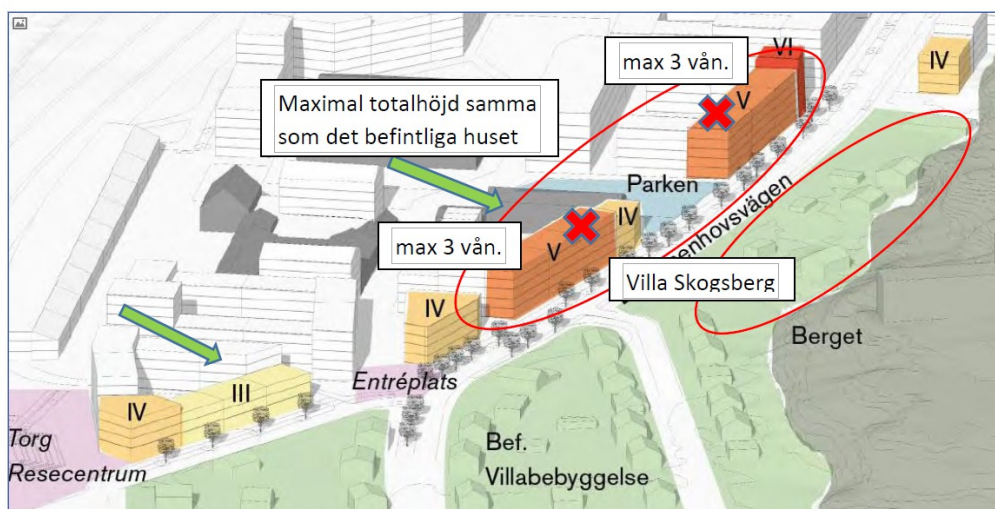 max 3 vån.
VI
IV
V
Maximal totalhöjd samma
som det befintliga huset
Parken
enhovsvägen
IV
max 3 vån.
V
Villa Skogsberg
IV
Berget
Entréplats
III
IV
Torg
Resecentrum
Bef.
Villabebyggelse